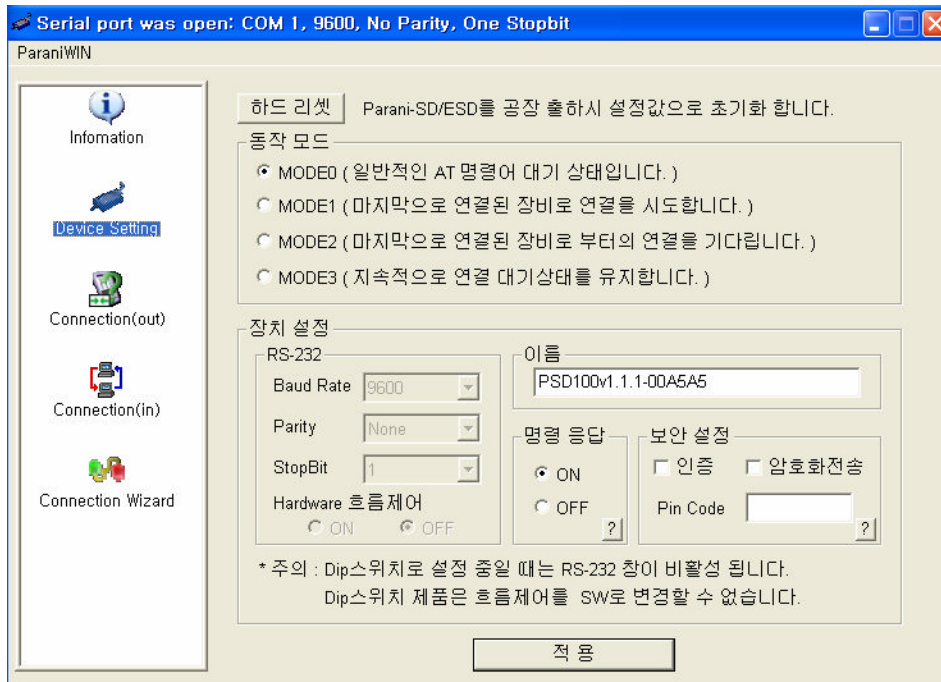 Serial port was open: COM 1, 9600, No Parity, One Stopbit
ParaniWIN
Infomation
Device Setting
Connection(out)
Connection(in)
Connection Wizard
하드 리셋 Parani-SD/ESD를 공장 출하시 설정값으로 초기화 합니다.
동작 모드
MODE0 ( 일반적인 AT 명령어 대기 상태입니다. )
MODE1 ( 마지막으로 연결된 장비로 연결을 시도합니다. )
MODE2 ( 마지막으로 연결된 장비로 부터의 연결을 기다립니다. )
MODE3 ( 지속적으로 연결 대기상태를 유지합니다. )
장치 설정
RS-232
Baud Rate 9600
Parity None
StopBit 1
Hardware 흐름제어
ON OFF
이름
PSD100v1.1.1-00A5A5
명령 응답
ON
OFF
?
보안 설정
인증 암호화전송
Pin Code
?
* 주의 : Dip스위치로 설정 중일 때는 RS-232 창이 비활성 됩니다.
Dip스위치 제품은 흐름제어를 SW로 변경할 수 없습니다.
적 용